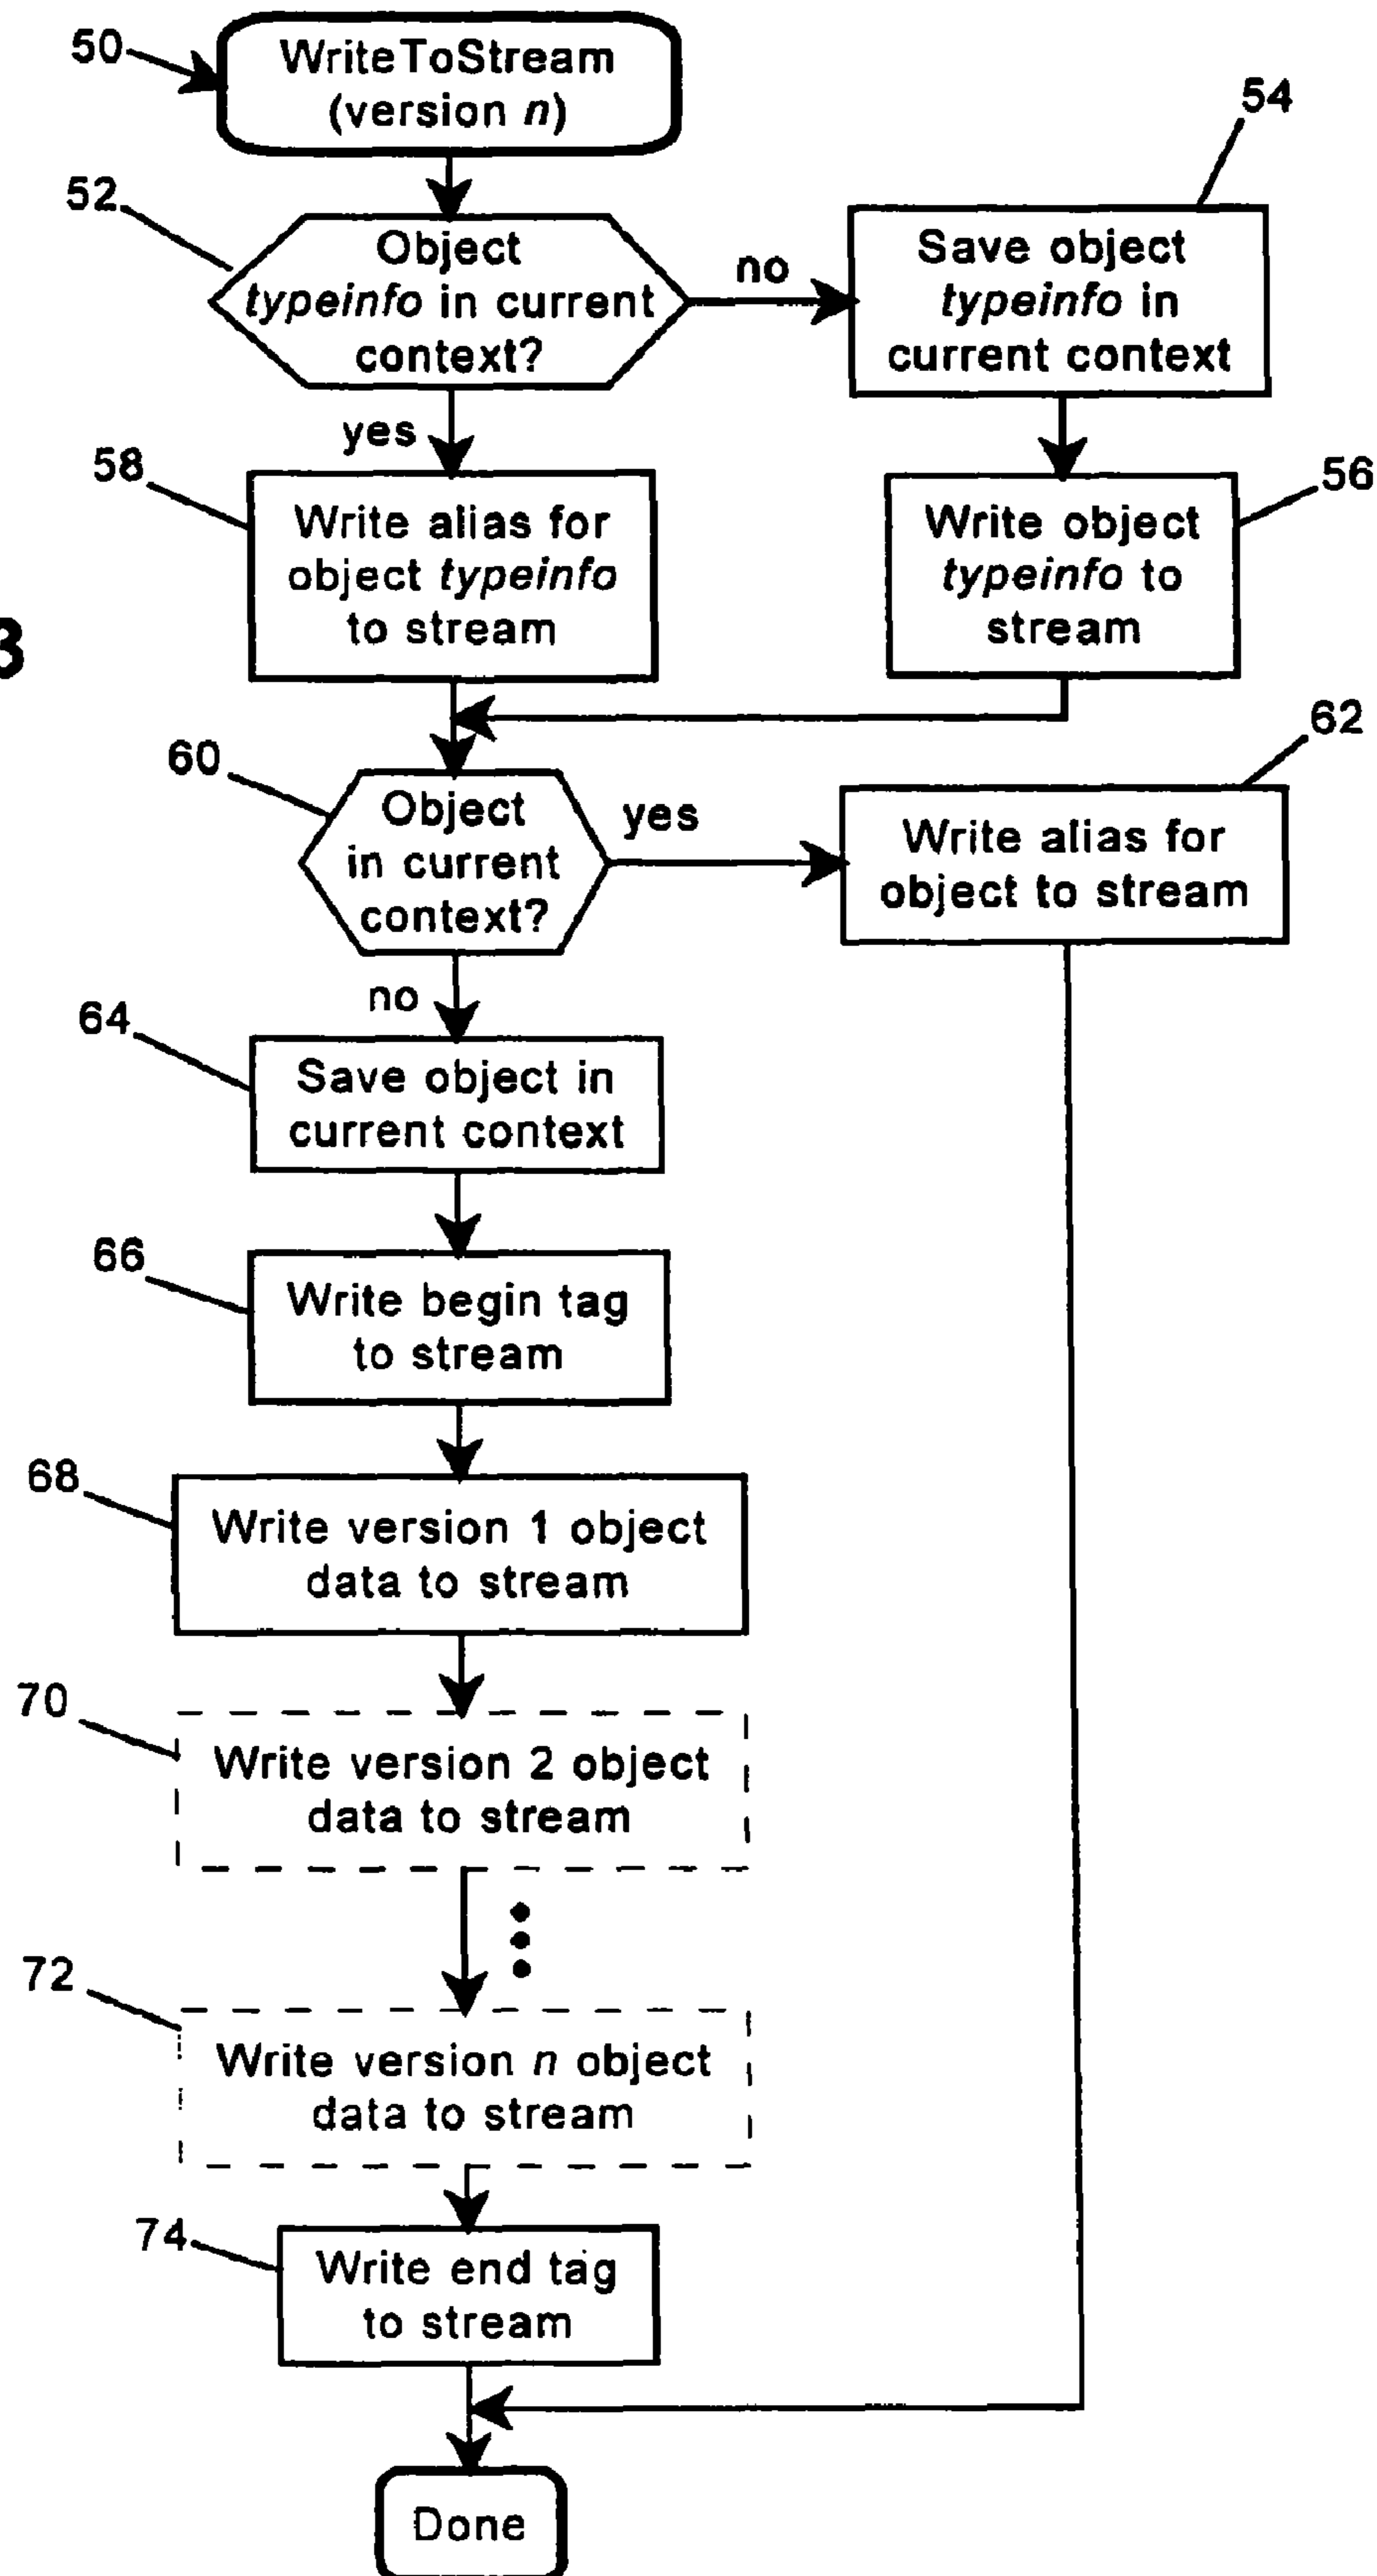 50
WriteToStream
(version n)
54
52
Object
typeinfo in current
context?
no
Save object
typeinfo in
current context
yes
58
Write alias for
object typeinfo
to stream
56
Write object
typeinfo to
stream
3
60
Object
in current
context?
yes
62
Write alias for
object to stream
no
64
Save object in
current context
66
Write begin tag
to stream
68
Write version 1 object
data to stream
70
Write version 2 object
data to stream
72
Write version n object
data to stream
74
Write end tag
to stream
Done